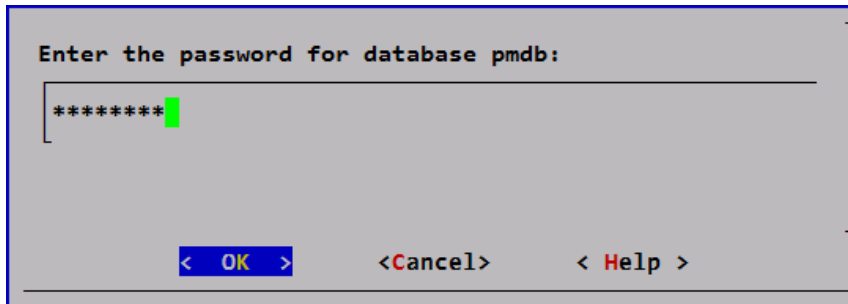 Enter the password for database pmdb:
********
<  OK  >   <Cancel>   < Help >